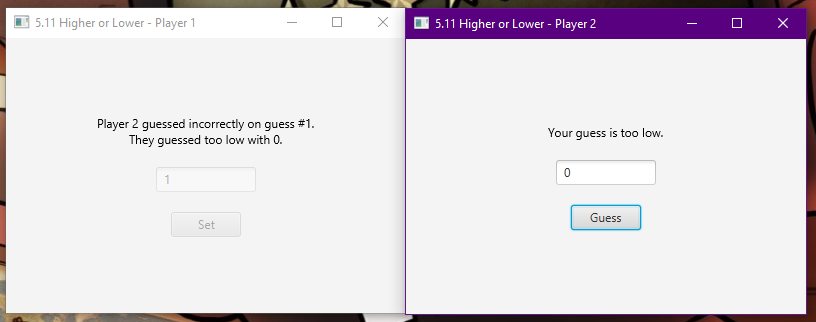 5.11 Higher or Lower - Player 1
Player 2 guessed incorrectly on guess #1.
They guessed too low with 0.
1
Set
5.11 Higher or Lower - Player 2
Your guess is too low.
0
Guess